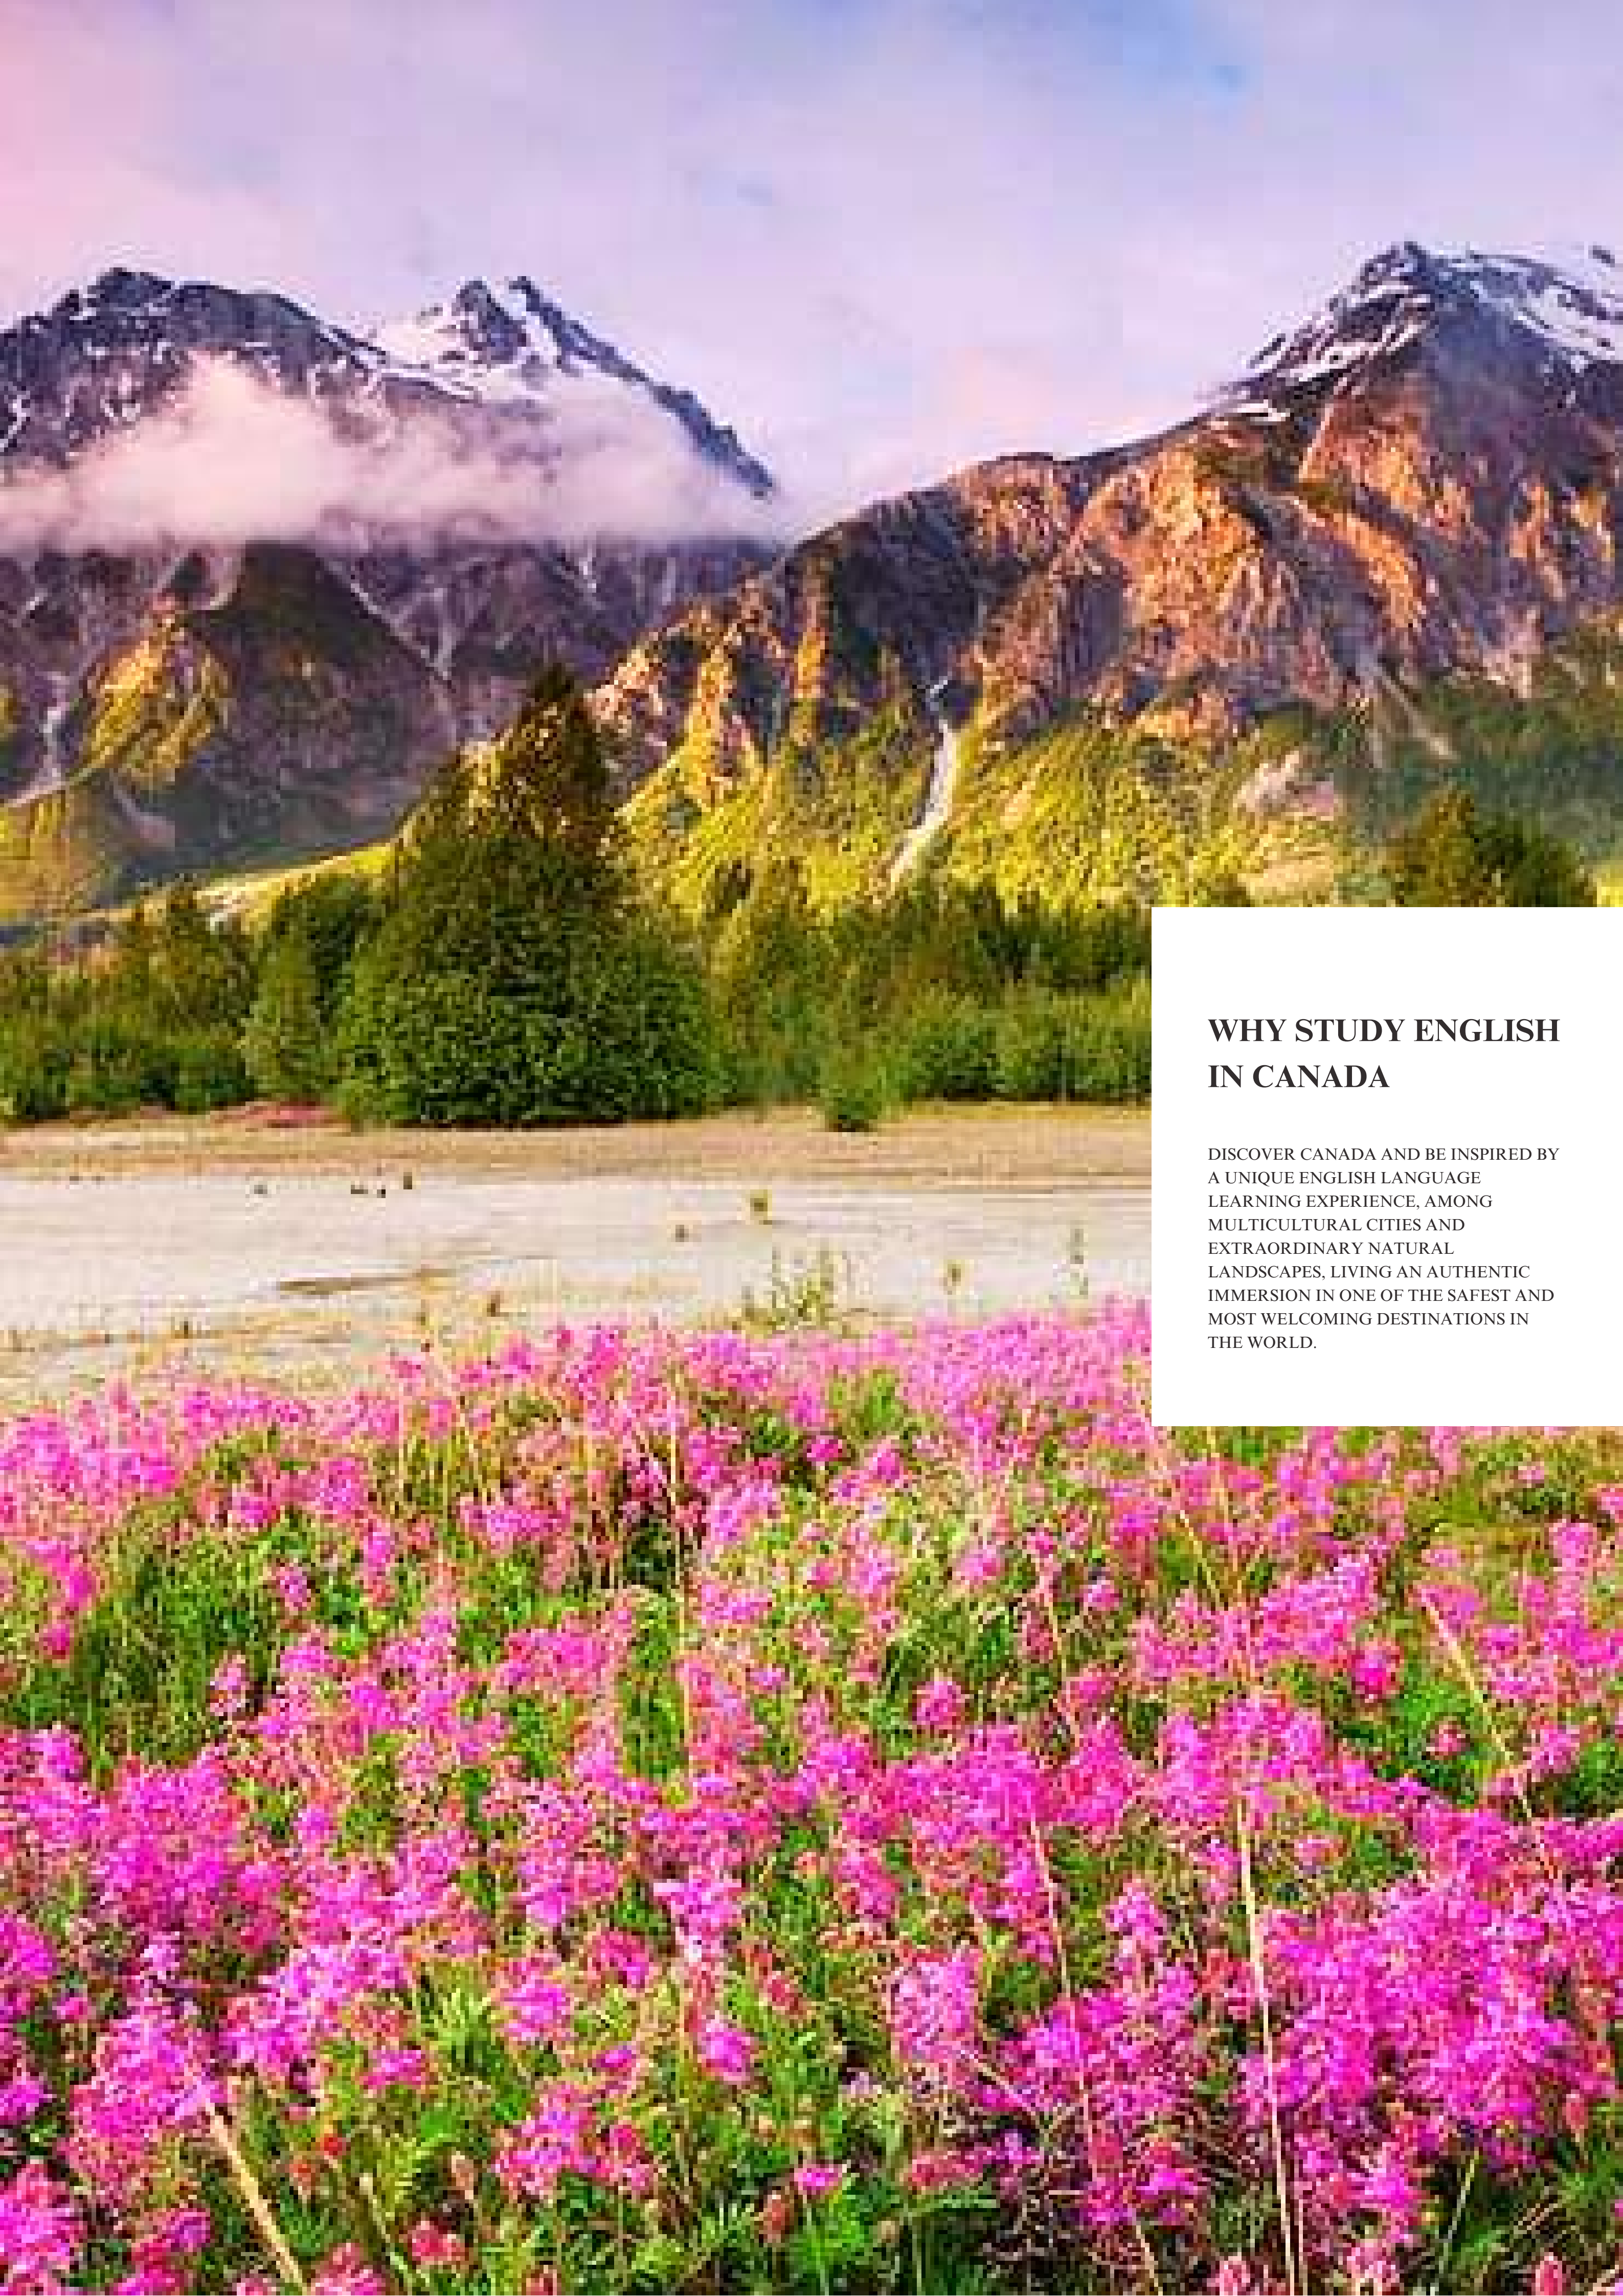 WHY STUDY ENGLISH
IN CANADA
DISCOVER CANADA AND BE INSPIRED BY
A UNIQUE ENGLISH LANGUAGE
LEARNING EXPERIENCE, AMONG
MULTICULTURAL CITIES AND
EXTRAORDINARY NATURAL
LANDSCAPES, LIVING AN AUTHENTIC
IMMERSION IN ONE OF THE SAFEST AND
MOST WELCOMING DESTINATIONS IN
THE WORLD.